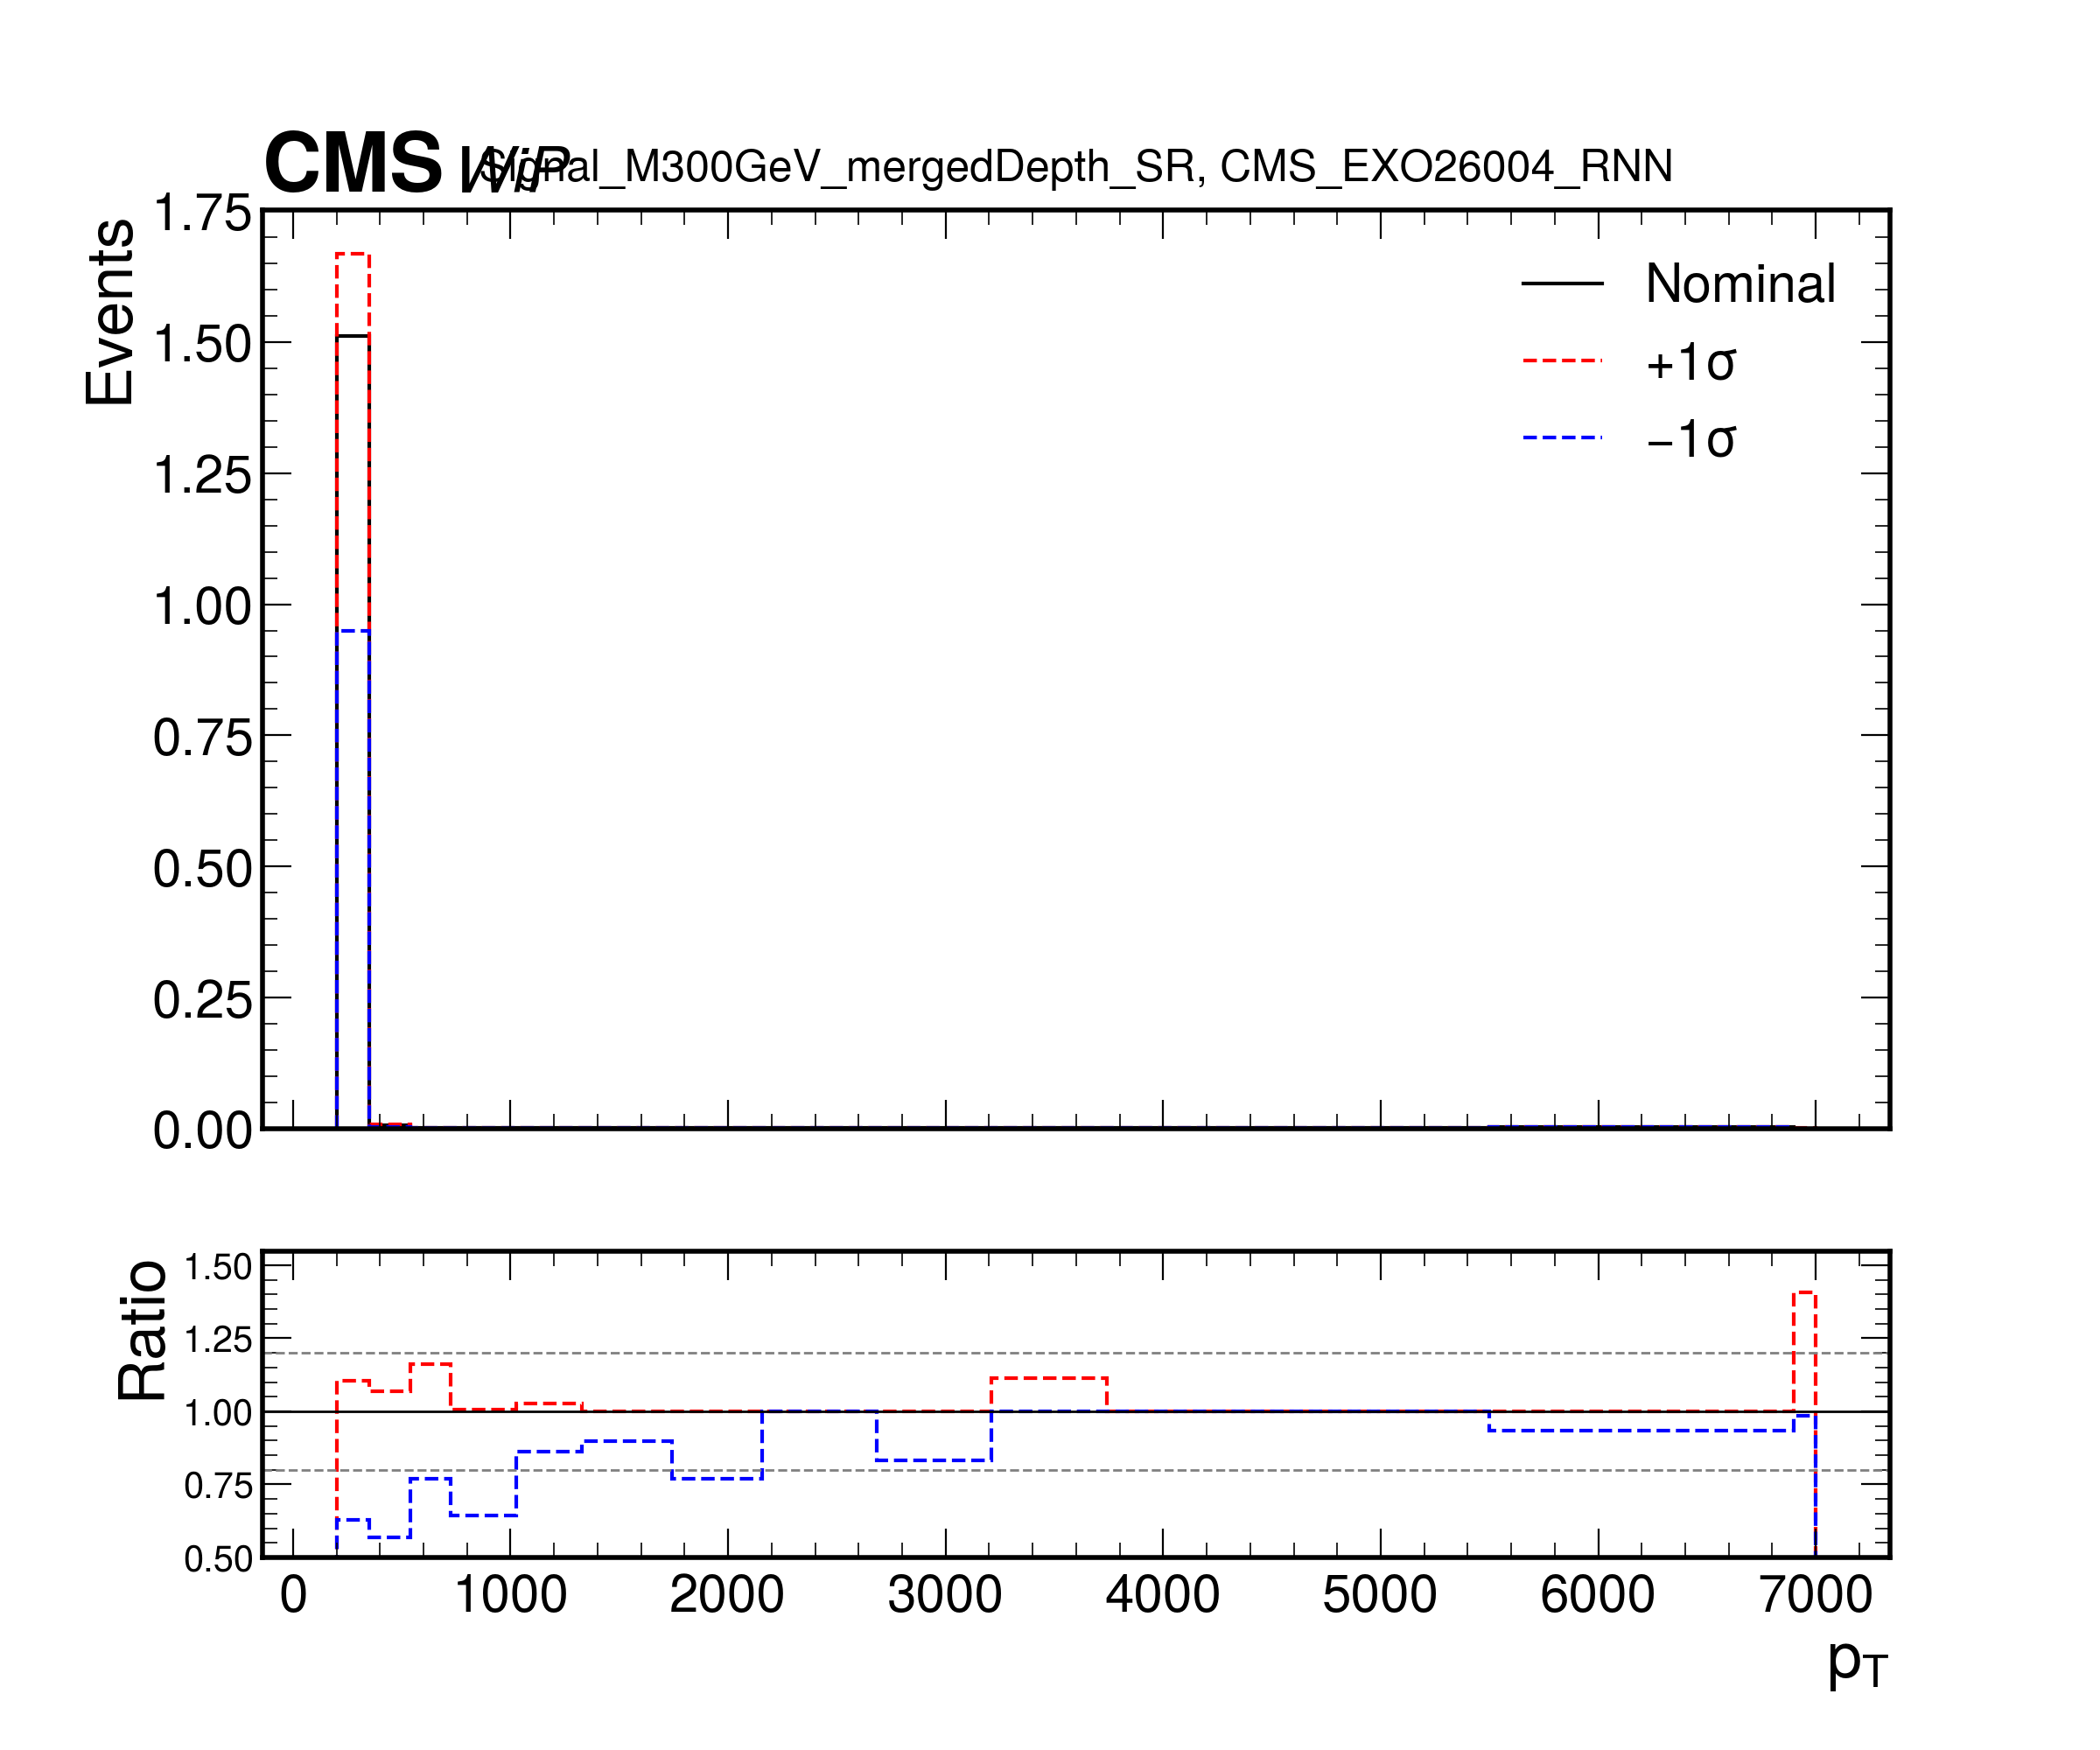 CMS WiP Signal_M300GeV_mergedDepth_SR, CMS_EXO26004_RNN
Events
1.75
1.50
1.25
1.00
0.75
0.50
0.25
0.00
Nominal
+1σ
−1σ
Ratio
1.50
1.25
1.00
0.75
0.50
0 1000 2000 3000 4000 5000 6000 7000
pT